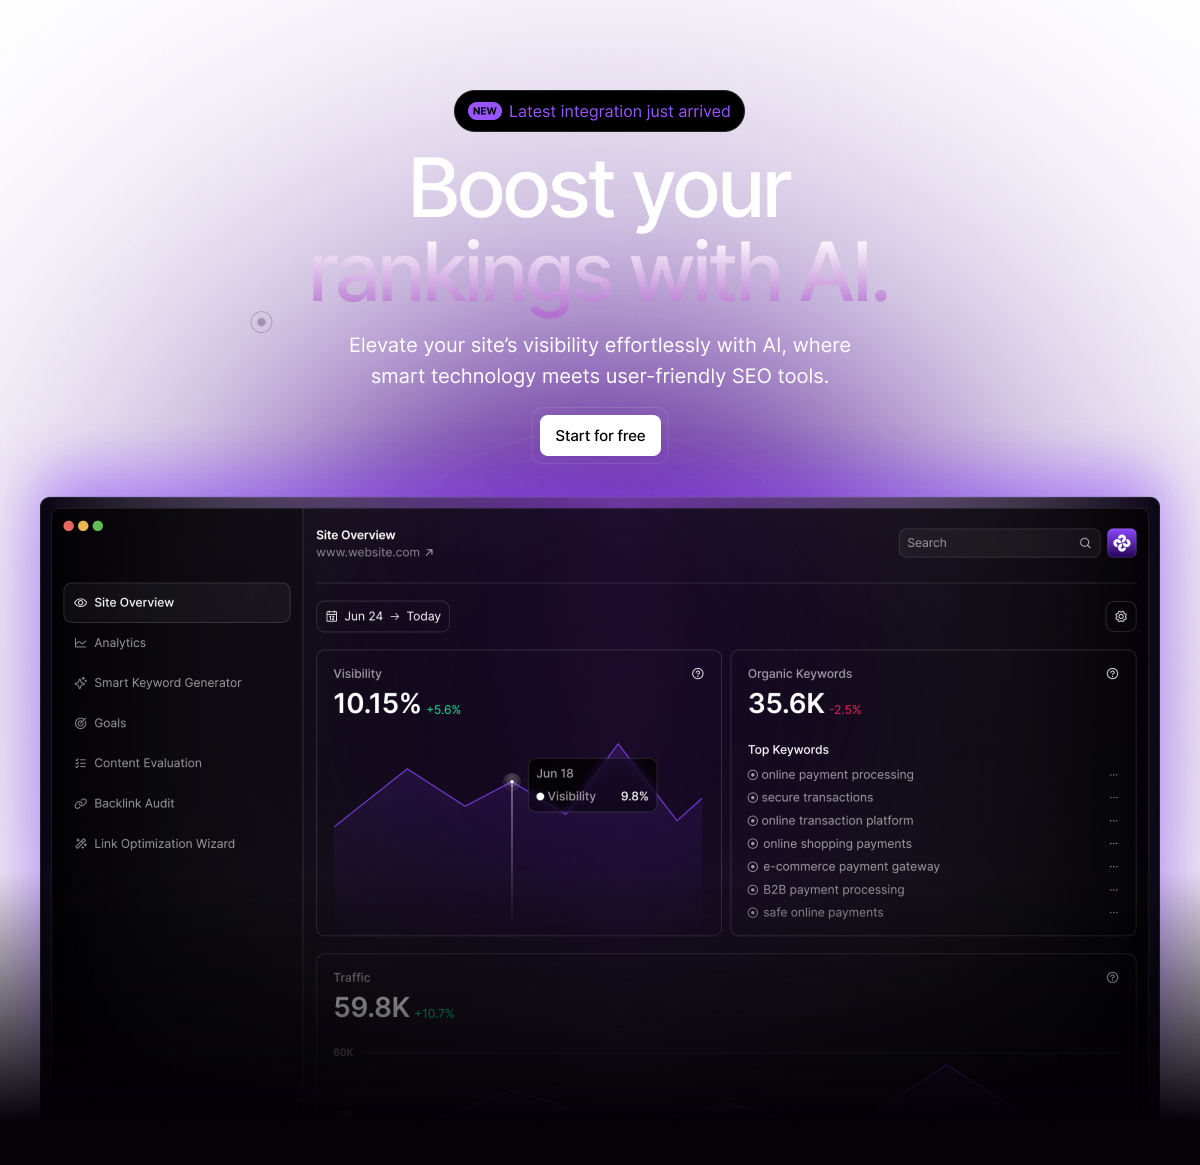 NEW Latest integration just arrived
Boost your
rankings with AI.
Elevate your site’s visibility effortlessly with AI, where
smart technology meets user-friendly SEO tools.
Start for free
Site Overview
www.website.com
Search
Site Overview
Analytics
Smart Keyword Generator
Goals
Content Evaluation
Backlink Audit
Link Optimization Wizard
12 Jun 24 → Today
Visibility
10.15% +5.6%
Jun 18
Visibility 9.8%
Organic Keywords
35.6K -2.5%
Top Keywords
online payment processing
secure transactions
online transaction platform
online shopping payments
e-commerce payment gateway
B2B payment processing
safe online payments
Traffic
59.8K +10.7%
60K